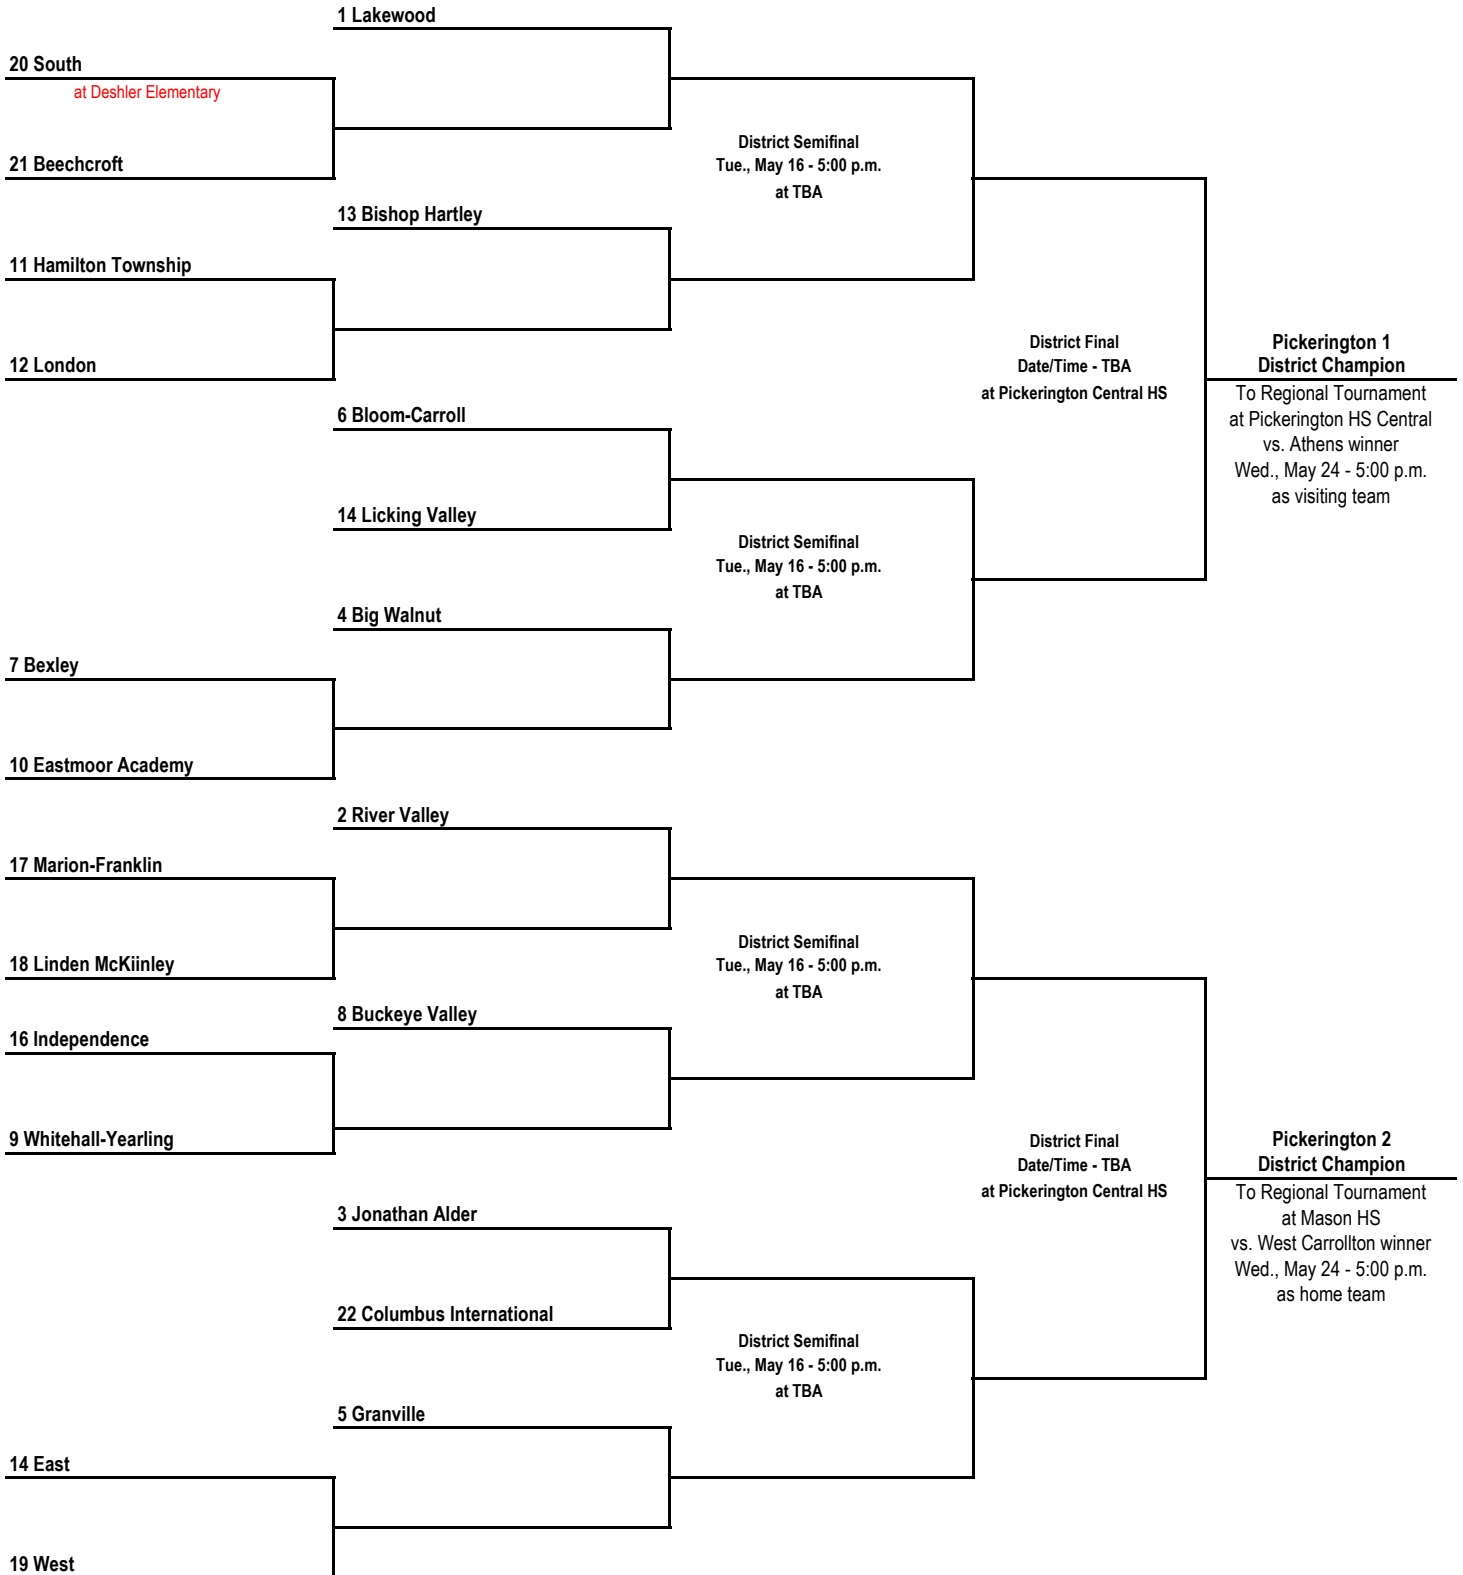 1 Lakewood
20 South
at Deshler Elementary
District Semifinal
Tue., May 16 - 5:00 p.m.
at TBA
21 Beechcroft
13 Bishop Hartley
11 Hamilton Township
District Final
Date/Time - TBA
at Pickerington Central HS
Pickerington 1
District Champion
To Regional Tournament
at Pickerington HS Central
vs. Athens winner
Wed., May 24 - 5:00 p.m.
as visiting team
12 London
6 Bloom-Carroll
14 Licking Valley
District Semifinal
Tue., May 16 - 5:00 p.m.
at TBA
4 Big Walnut
7 Bexley
10 Eastmoor Academy
2 River Valley
17 Marion-Franklin
District Semifinal
Tue., May 16 - 5:00 p.m.
at TBA
18 Linden McKiinley
8 Buckeye Valley
16 Independence
9 Whitehall-Yearling
District Final
Date/Time - TBA
at Pickerington Central HS
Pickerington 2
District Champion
To Regional Tournament
at Mason HS
vs. West Carrollton winner
Wed., May 24 - 5:00 p.m.
as home team
3 Jonathan Alder
22 Columbus International
District Semifinal
Tue., May 16 - 5:00 p.m.
at TBA
5 Granville
14 East
19 West